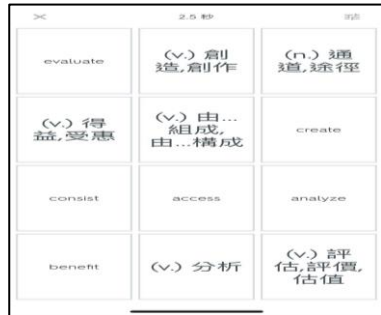 2.5 秒
evaluate
(v.) 創
造,創作
(n.) 通
道,途徑
(v.) 得
益,受惠
(v.) 由...
組成,
由...構成
create
consist
access
analyze
benefit
(v.) 分析
(v.) 評
估,評價,
估值